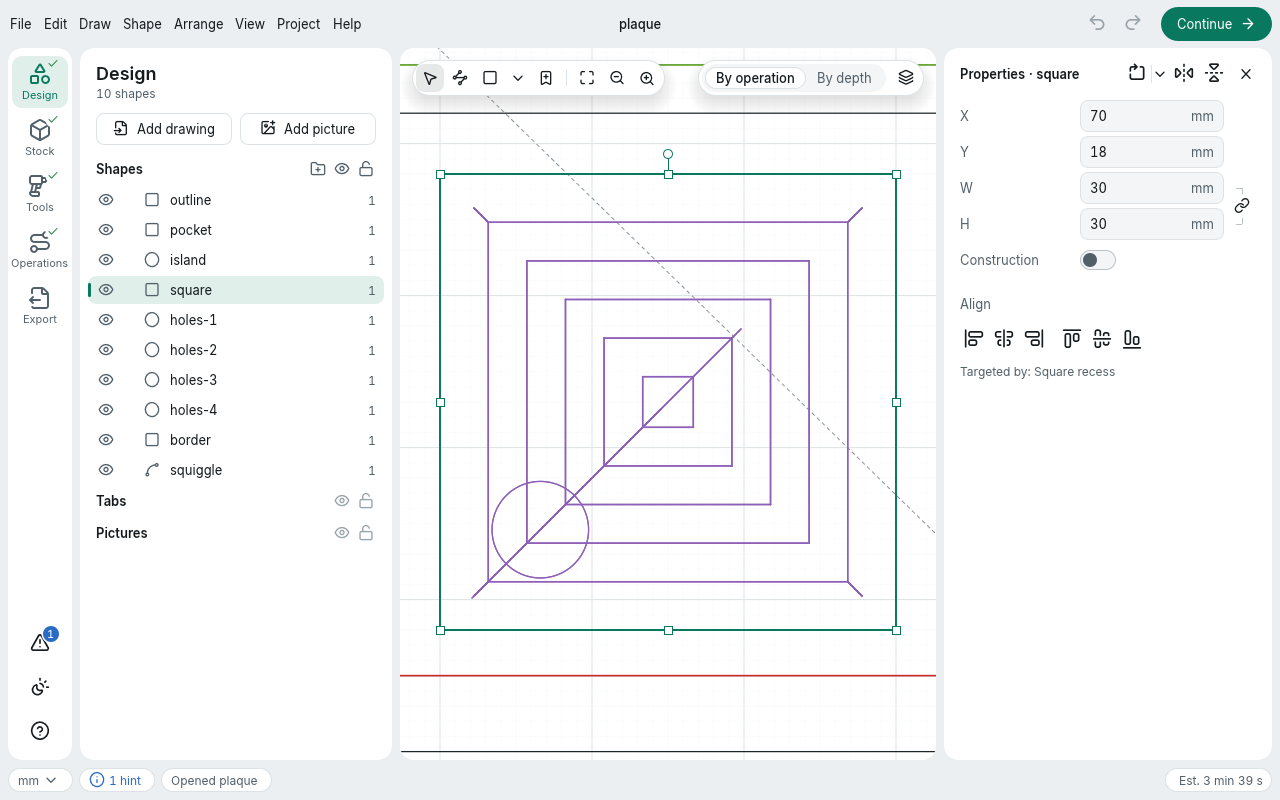 File Edit Draw Shape Arrange View Project Help
plaque
Continue
Design
Stock
Tools
Operations
Export
1
Design
10 shapes
Add drawing
Add picture
Shapes
outline 1
pocket 1
island 1
square 1
holes-1 1
holes-2 1
holes-3 1
holes-4 1
border 1
squiggle 1
Tabs
Pictures
By operation By depth
Properties · square
X 70 mm
Y 18 mm
W 30 mm
H 30 mm
Construction
Align
Targeted by: Square recess
mm
1 hint
Opened plaque
Est. 3 min 39 s